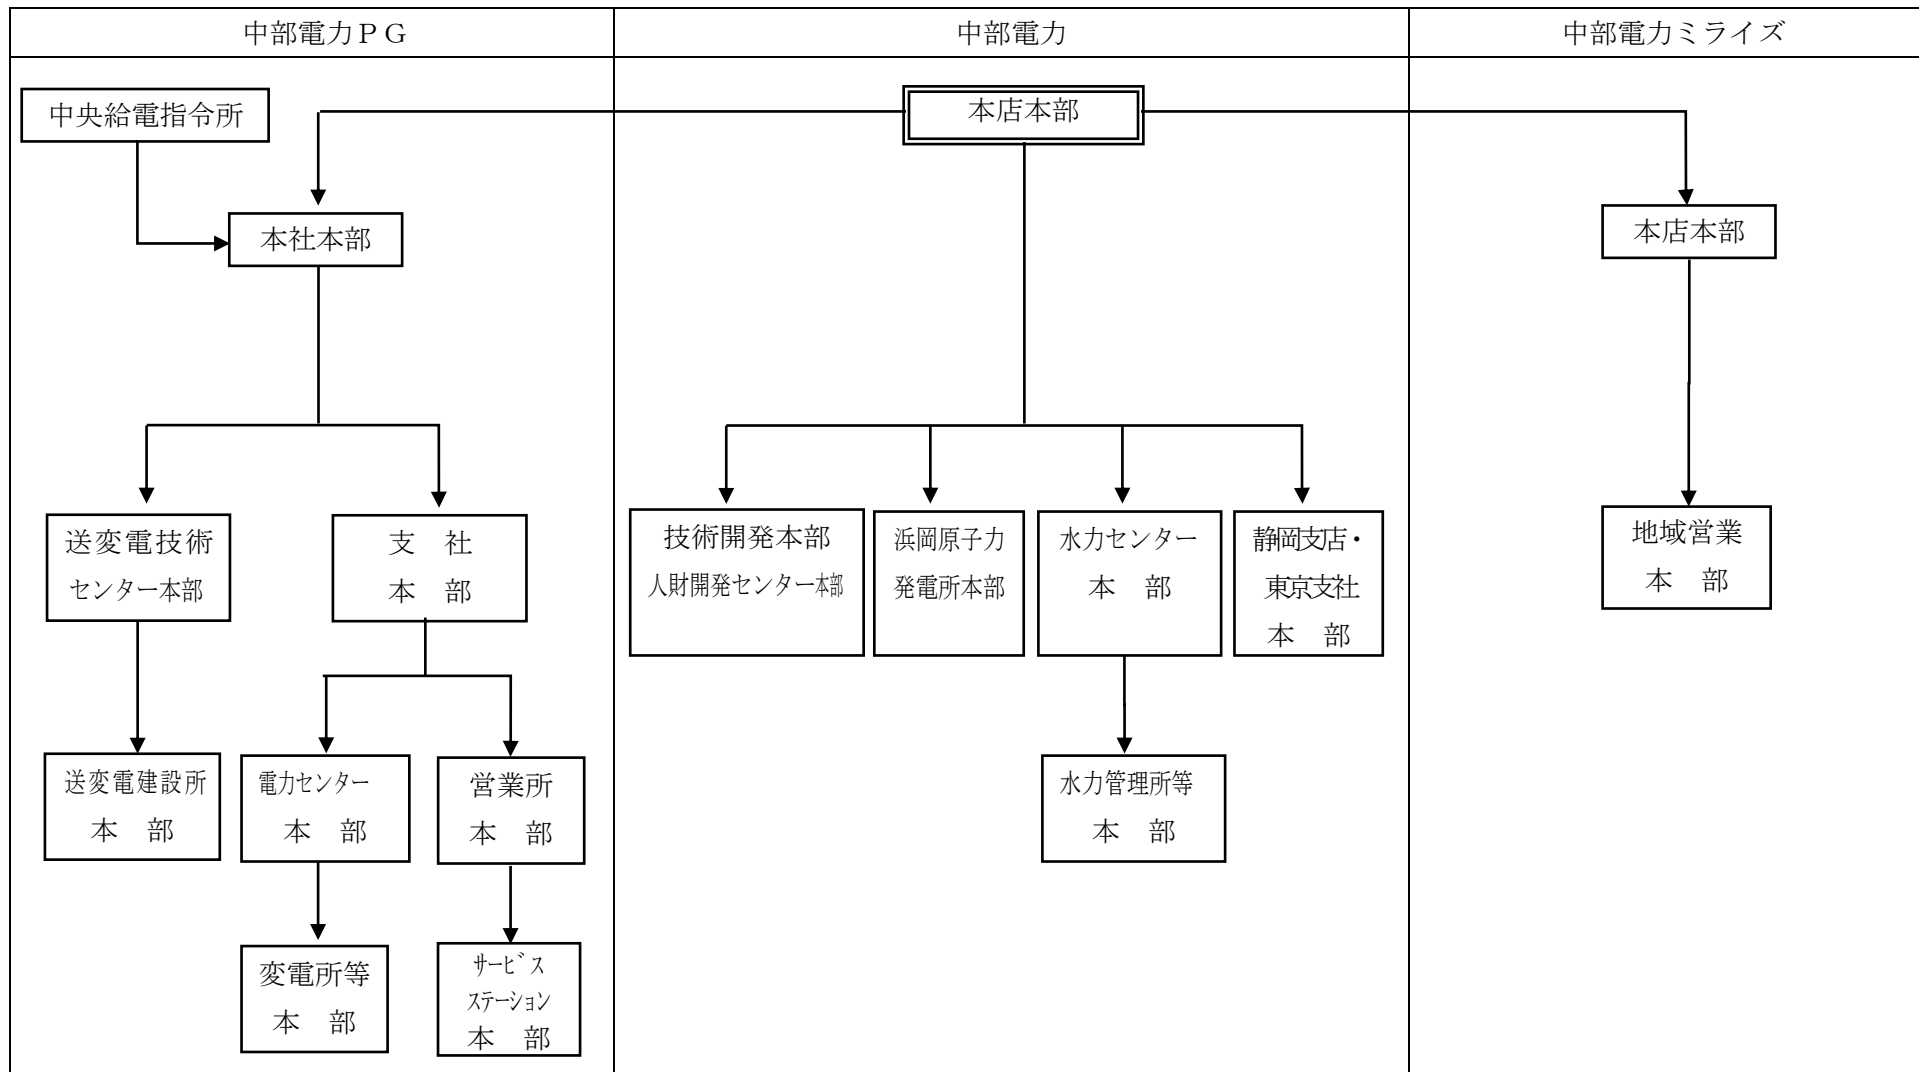 中部電力ＰＧ
中部電力
中部電力ミライズ
中央給電指令所
本店本部
本社本部
本店本部
送変電技術
センター本部
支　社
本　部
技術開発本部
人財開発センター本部
浜岡原子力
発電所本部
水力センター
本　部
静岡支店・
東京支社
本　部
地域営業
本　部
送変電建設所
本　部
電力センター
本　部
営業所
本　部
水力管理所等
本　部
変電所等
本　部
サービス
ステーション
本　部